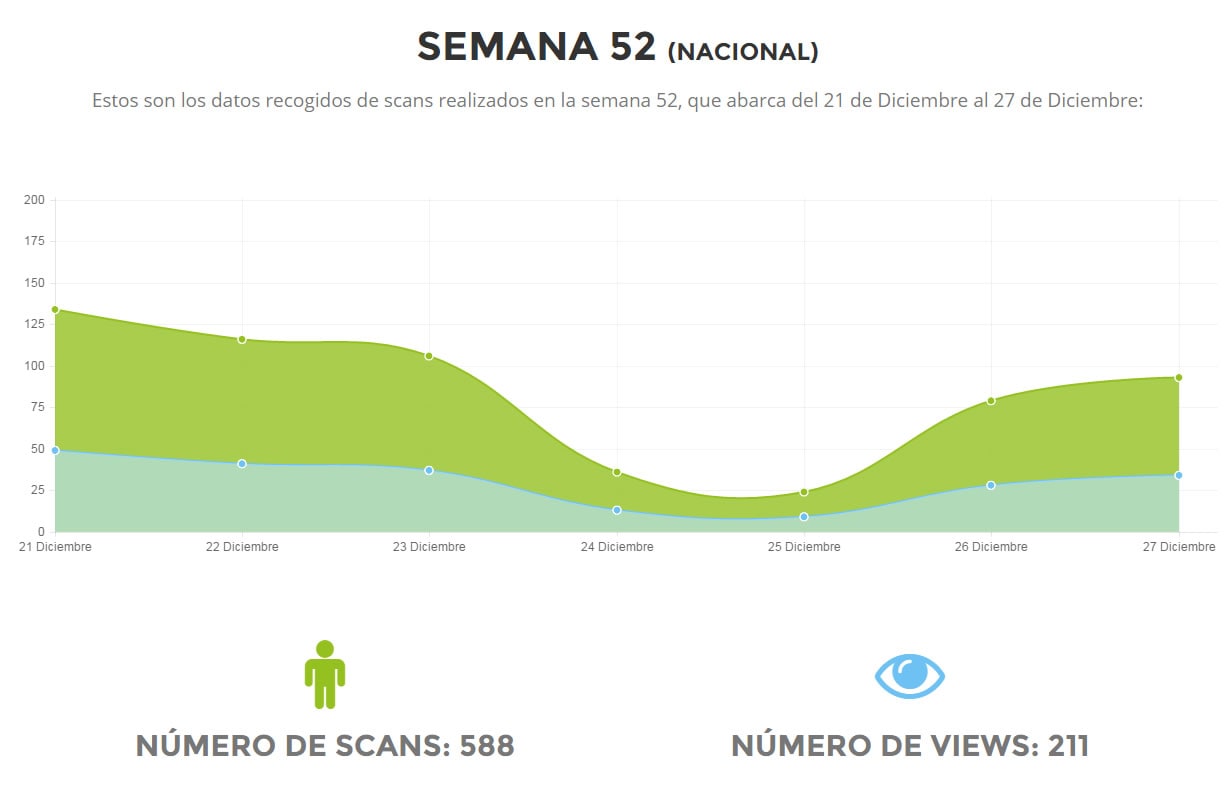 SEMANA 52 (NACIONAL)
Estos son los datos recogidos de scans realizados en la semana 52, que abarca del 21 de Diciembre al 27 de Diciembre:
200
175
150
125
100
75
50
25
0
21 Diciembre 22 Diciembre 23 Diciembre 24 Diciembre 25 Diciembre 26 Diciembre 27 Diciembre
NÚMERO DE SCANS: 588 NÚMERO DE VIEWS: 211